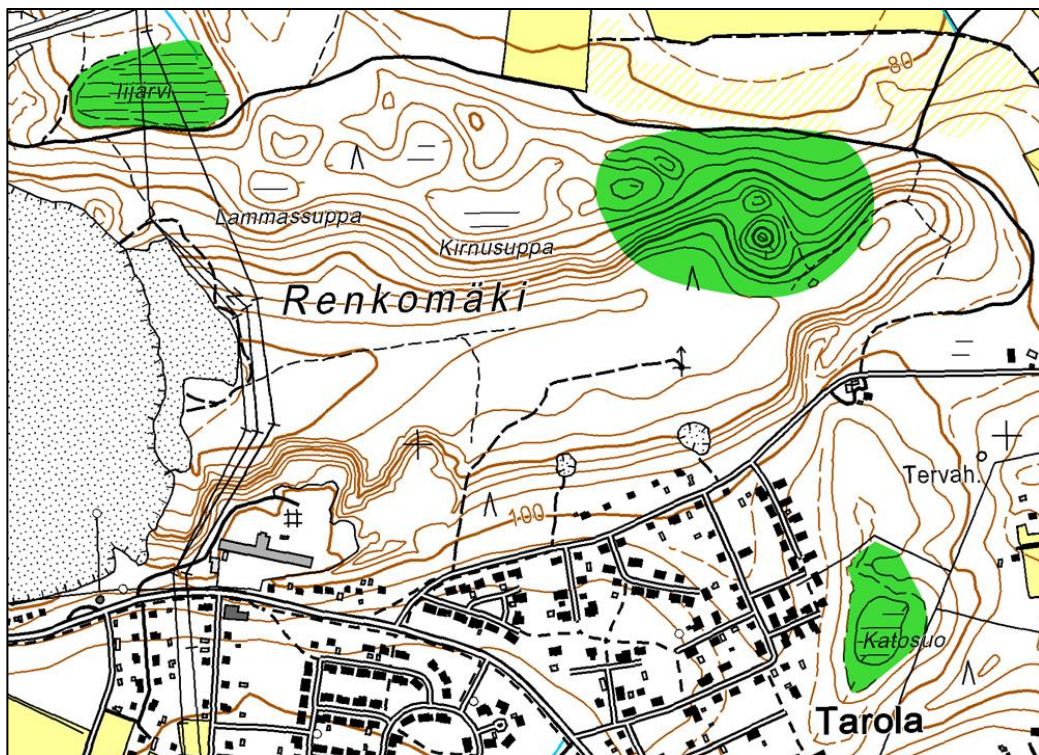 80
Iijärvi
Lammassuppa
Kirnusuppa
Renkomäki
Tervah.
100
Katosuo
Tarola